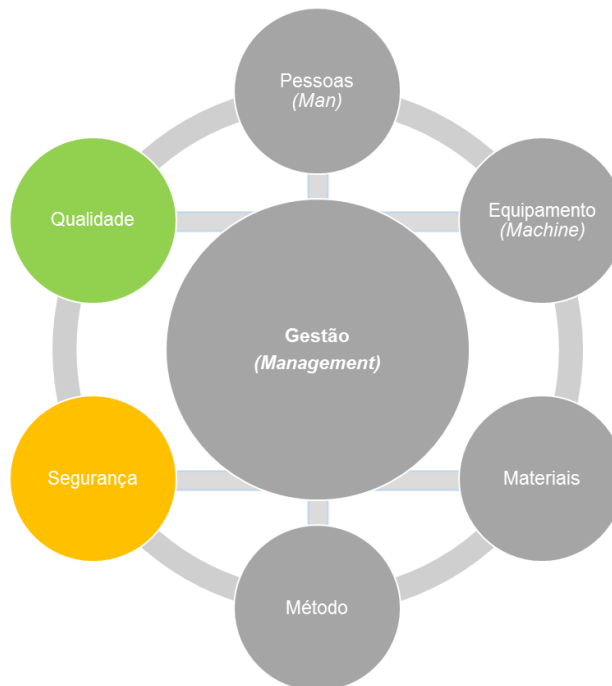 Pessoas
(Man)
Qualidade
Equipamento
(Machine)
Gestão
(Management)
Segurança
Materiais
Método